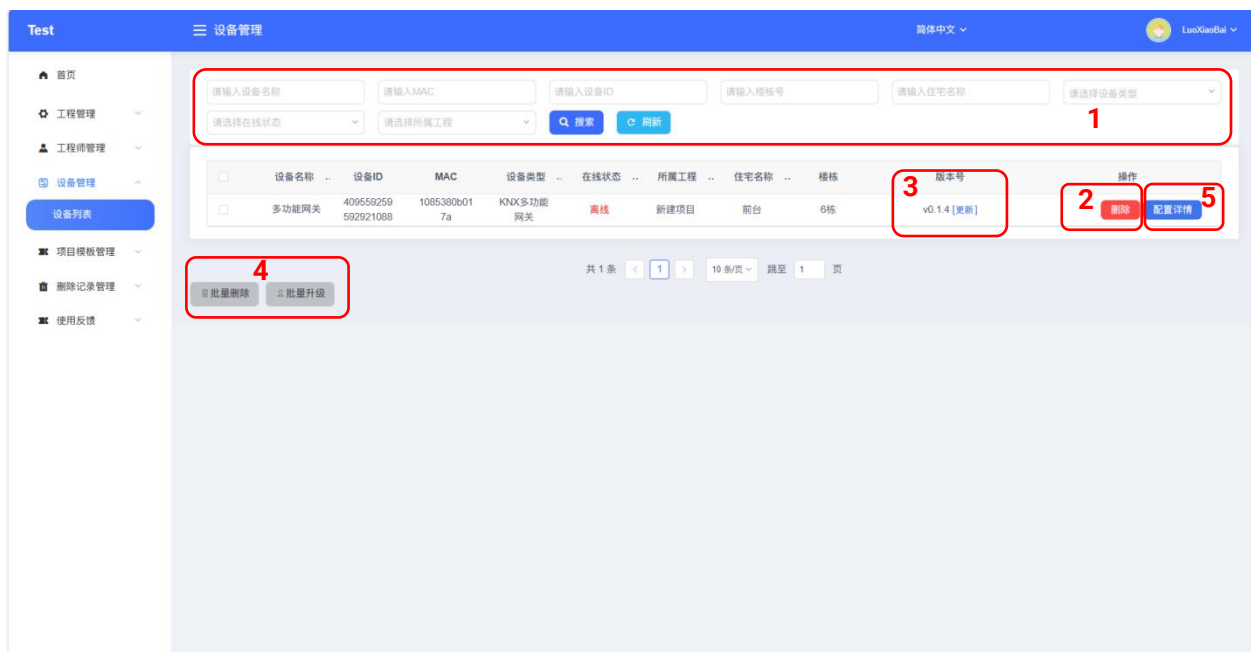 Test
设备管理
简体中文
LuoXiaoBai
首页
工程管理
工程师管理
设备管理
设备列表
项目模板管理
删除记录管理
使用反馈
请输入设备名称 请输入MAC 请输入设备ID 请输入楼栋号 请输入住宅名称 请选择设备类型
请选择在线状态 请选择所属工程 搜索 刷新
1
设备名称 .. 设备ID MAC 设备类型 .. 在线状态 .. 所属工程 .. 住宅名称 .. 楼栋 版本号 操作
多功能网关 409559259 1085380b01 KNX多功能 离线 新建项目 前台 6栋 v0.1.4 [更新] 删除 配置详情
592921088 7a 网关
3
2
5
共 1 条 1 10 条/页 跳至 1 页
4
批量删除 批量升级